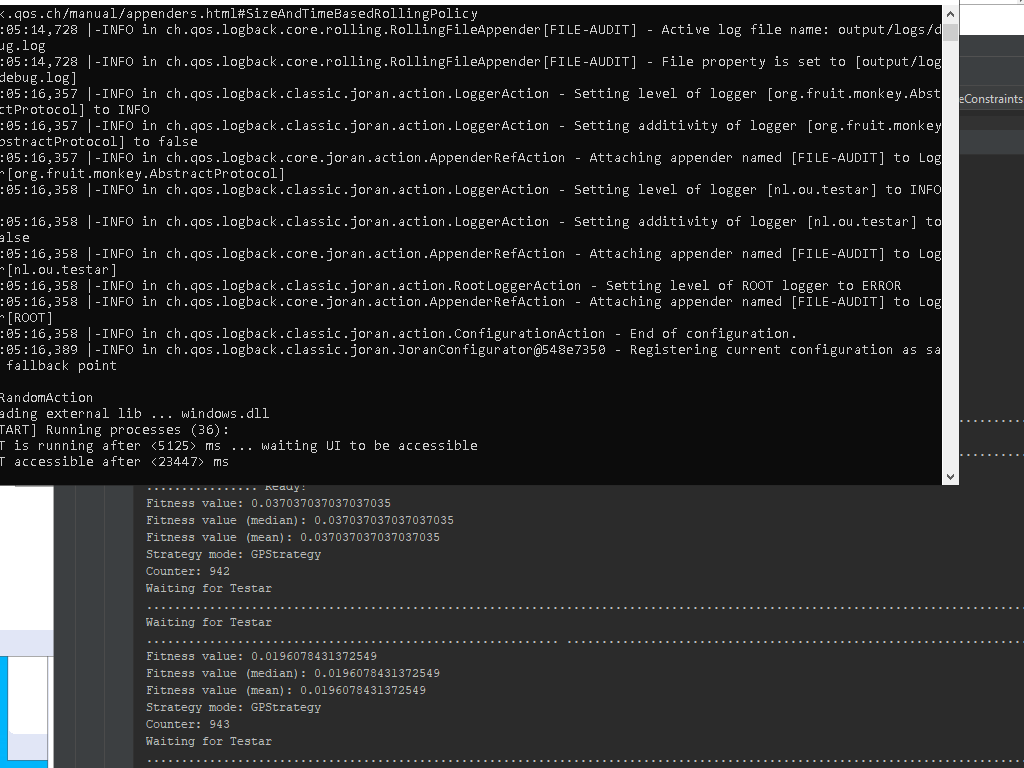 k.qos.ch/manual/appenders.html#SizeAndTimeBasedRollingPolicy
:05:14,728 |-INFO in ch.qos.logback.core.rolling.RollingFileAppender[FILE-AUDIT] - Active log file name: output/logs/d
ug.log
:05:14,728 |-INFO in ch.qos.logback.core.rolling.RollingFileAppender[FILE-AUDIT] - File property is set to [output/log
debug.log]
:05:16,357 |-INFO in ch.qos.logback.classic.joran.action.LoggerAction - Setting level of logger [org.fruit.monkey.Abst
ctProtocol] to INFO
:05:16,357 |-INFO in ch.qos.logback.classic.joran.action.LoggerAction - Setting additivity of logger [org.fruit.monkey
bstractProtocol] to false
:05:16,357 |-INFO in ch.qos.logback.core.joran.action.AppenderRefAction - Attaching appender named [FILE-AUDIT] to Log
r[org.fruit.monkey.AbstractProtocol]
:05:16,358 |-INFO in ch.qos.logback.classic.joran.action.LoggerAction - Setting level of logger [nl.ou.testar] to INFO
:05:16,358 |-INFO in ch.qos.logback.classic.joran.action.LoggerAction - Setting additivity of logger [nl.ou.testar] to
alse
:05:16,358 |-INFO in ch.qos.logback.core.joran.action.AppenderRefAction - Attaching appender named [FILE-AUDIT] to Log
r[nl.ou.testar]
:05:16,358 |-INFO in ch.qos.logback.classic.joran.action.RootLoggerAction - Setting level of ROOT logger to ERROR
:05:16,358 |-INFO in ch.qos.logback.core.joran.action.AppenderRefAction - Attaching appender named [FILE-AUDIT] to Log
r[ROOT]
:05:16,358 |-INFO in ch.qos.logback.classic.joran.action.ConfigurationAction - End of configuration.
:05:16,389 |-INFO in ch.qos.logback.classic.joran.JoranConfigurator@548e7350 - Registering current configuration as sa
fallback point
RandomAction
ading external lib ... windows.dll
TART] Running processes (36):
T is running after <5125> ms ... waiting UI to be accessible
T accessible after <23447> ms
eConstraints
................ Ready!
Fitness value: 0.037037037037037035
Fitness value (median): 0.037037037037037035
Fitness value (mean): 0.037037037037037035
Strategy mode: GPStrategy
Counter: 942
Waiting for Testar
Waiting for Testar
Fitness value: 0.0196078431372549
Fitness value (median): 0.0196078431372549
Fitness value (mean): 0.0196078431372549
Strategy mode: GPStrategy
Counter: 943
Waiting for Testar